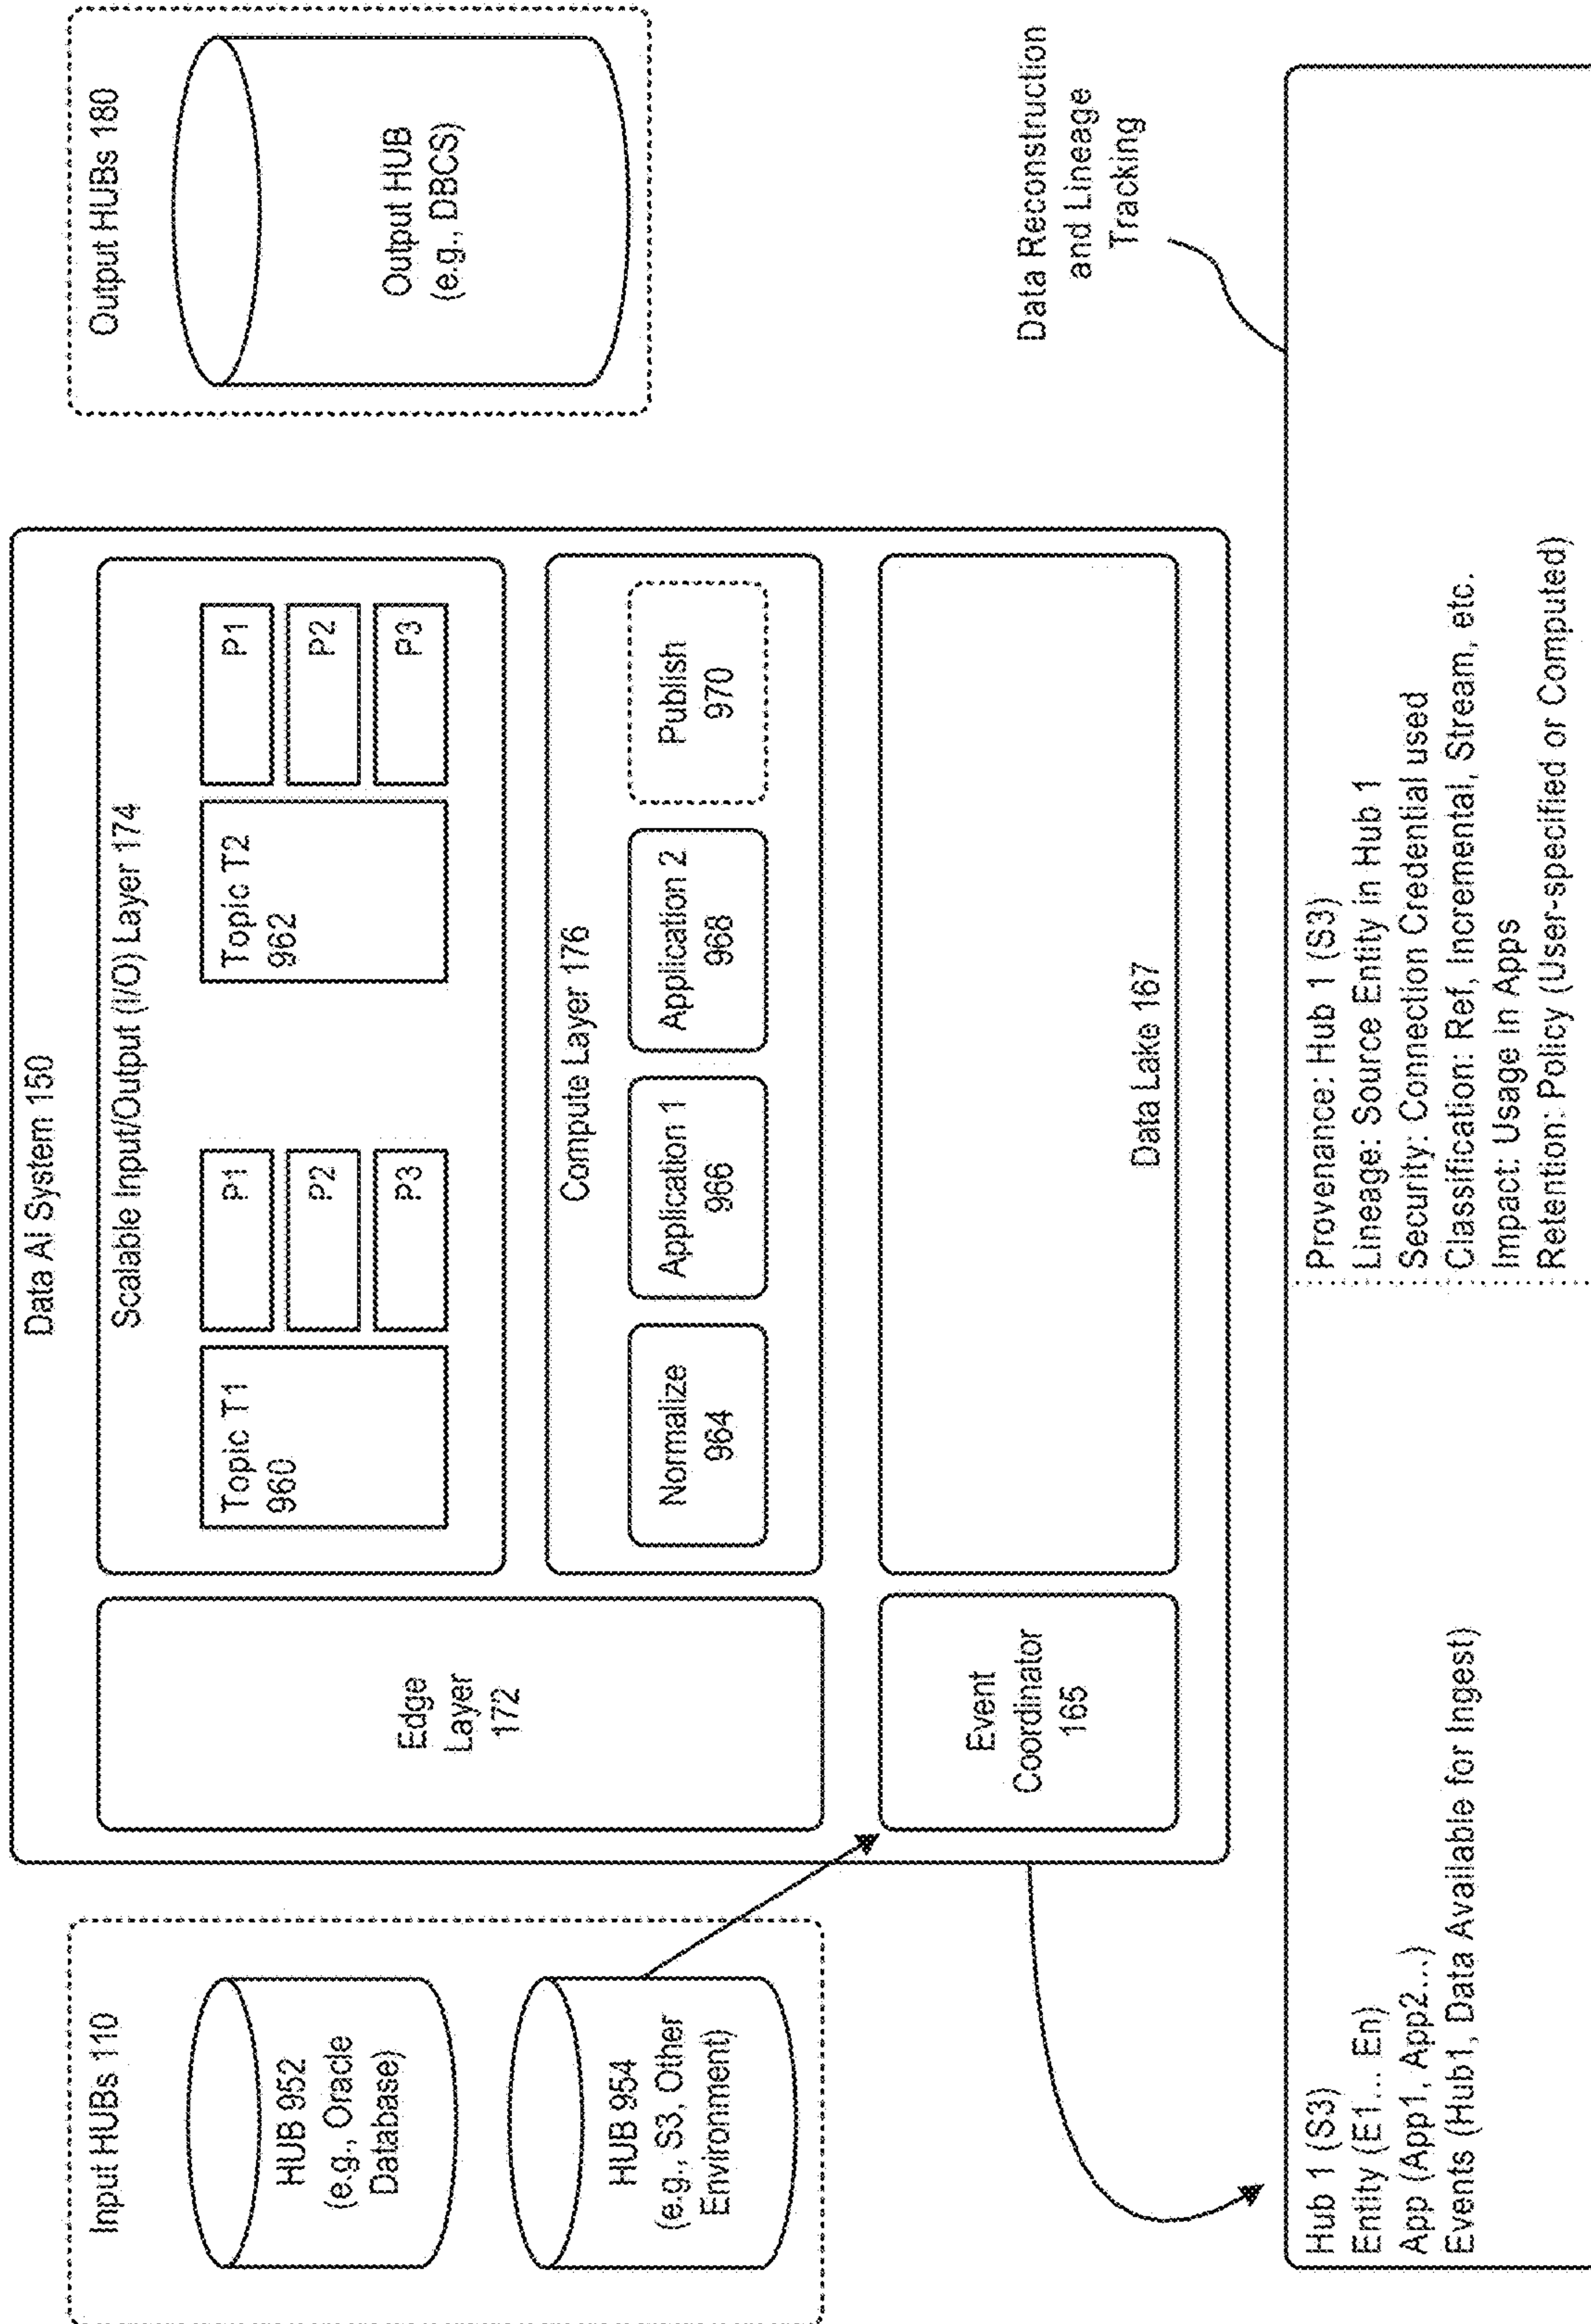 Input HUBs 110
HUB 952
(e.g., Oracle
Database)
HUB 954
(e.g., S3, Other
Environment)
Data AI System 150
Edge
Layer
172
Scalable Input/Output (I/O) Layer 174
Topic T1
960
P1
P2
P3
Topic T2
962
P1
P2
P3
Compute Layer 176
Normalize
964
Application 1
966
Application 2
968
Publish
970
Event
Coordinator
165
Data Lake 167
Output HUBs 180
Output HUB
(e.g., DBCS)
Data Reconstruction
and Lineage
Tracking
Hub 1 (S3)
Entity (E1... En)
App (App1, App2...)
Events (Hub1, Data Available for Ingest)
Provenance: Hub 1 (S3)
Lineage: Source Entity in Hub 1
Security: Connection Credential used
Classification: Ref, Incremental, Stream, etc.
Impact: Usage in Apps
Retention: Policy (User-specified or Computed)